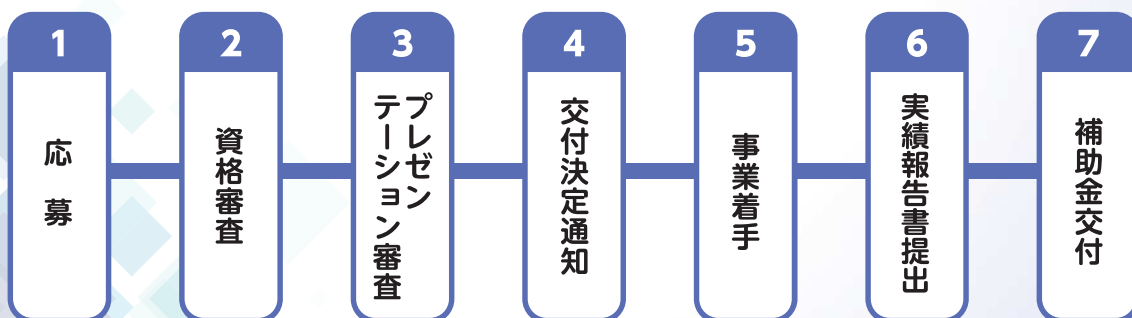 1
応募
2
資格審査
3
プレゼン
テーション審査
4
交付決定通知
5
事業着手
6
実績報告書提出
7
補助金交付